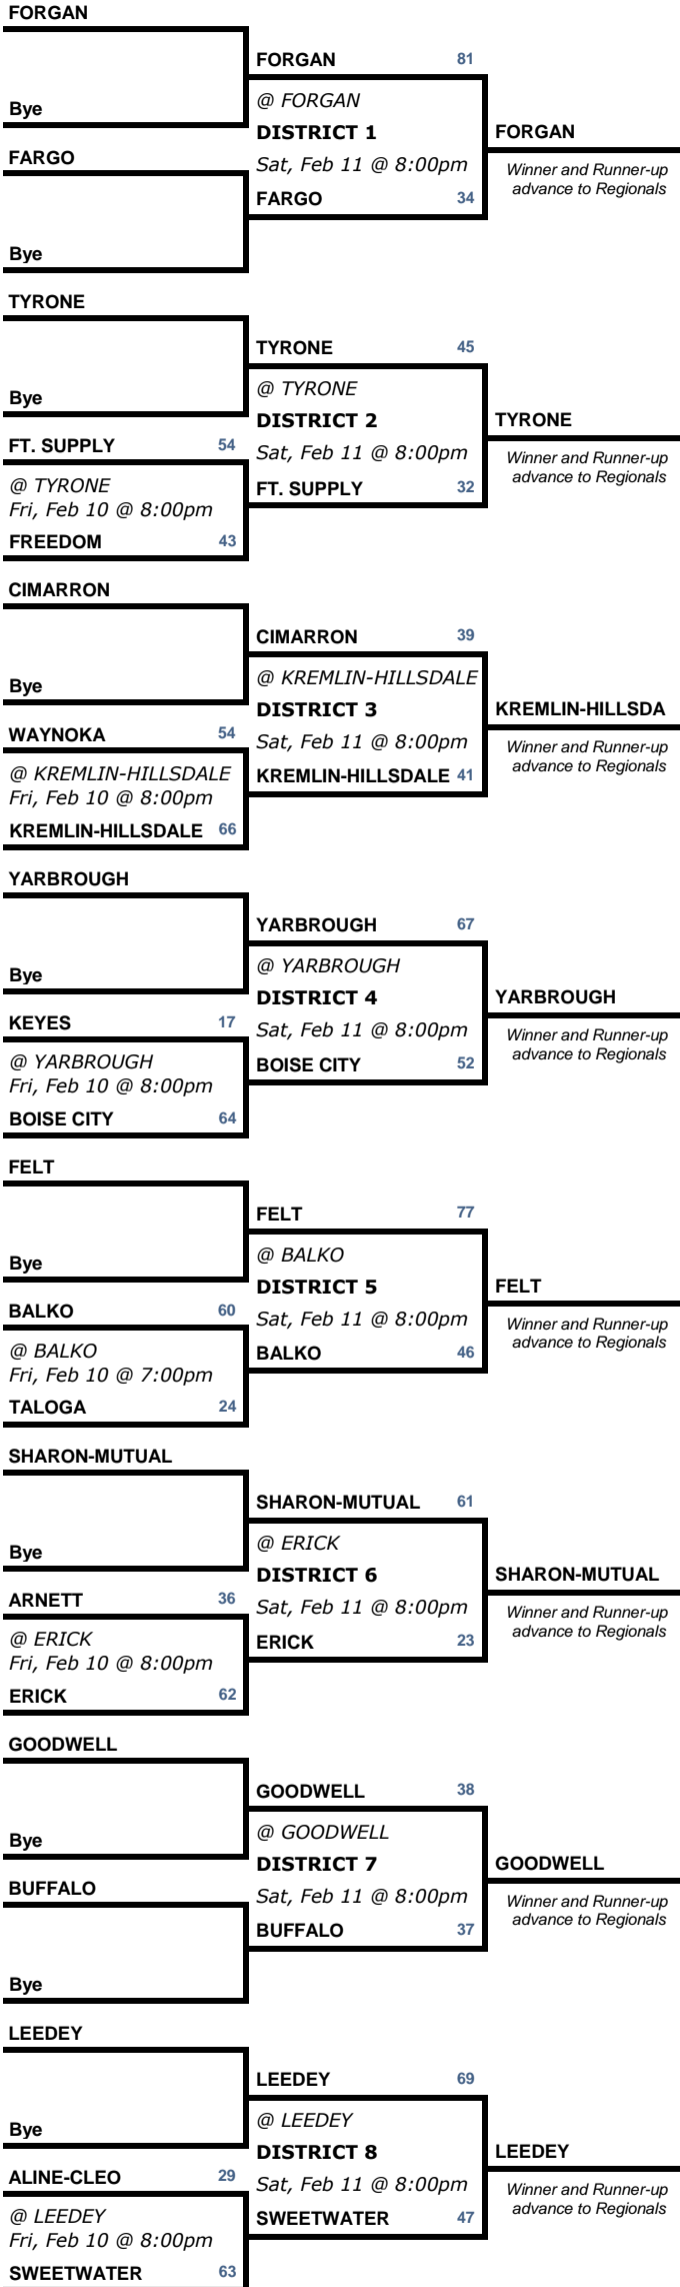 FORGAN
FORGAN 81
@ FORGAN
Bye
DISTRICT 1
FORGAN
FARGO
Sat, Feb 11 @ 8:00pm
Winner and Runner-up
advance to Regionals
FARGO 34
Bye
TYRONE
TYRONE 45
@ TYRONE
Bye
DISTRICT 2
TYRONE
FT. SUPPLY 54
Sat, Feb 11 @ 8:00pm
Winner and Runner-up
advance to Regionals
@ TYRONE
FT. SUPPLY 32
Fri, Feb 10 @ 8:00pm
FREEDOM 43
CIMARRON
CIMARRON 39
@ KREMLIN-HILLSDALE
Bye
DISTRICT 3
KREMLIN-HILLSDA
WAYNOKA 54
Sat, Feb 11 @ 8:00pm
Winner and Runner-up
advance to Regionals
@ KREMLIN-HILLSDALE
KREMLIN-HILLSDALE 41
Fri, Feb 10 @ 8:00pm
KREMLIN-HILLSDALE 66
YARBROUGH
YARBROUGH 67
@ YARBROUGH
Bye
DISTRICT 4
YARBROUGH
KEYES 17
Sat, Feb 11 @ 8:00pm
Winner and Runner-up
advance to Regionals
@ YARBROUGH
BOISE CITY 52
Fri, Feb 10 @ 8:00pm
BOISE CITY 64
FELT
FELT 77
@ BALKO
Bye
DISTRICT 5
FELT
BALKO 60
Sat, Feb 11 @ 8:00pm
Winner and Runner-up
advance to Regionals
@ BALKO
BALKO 46
Fri, Feb 10 @ 7:00pm
TALOGA 24
SHARON-MUTUAL
SHARON-MUTUAL 61
@ ERICK
Bye
DISTRICT 6
SHARON-MUTUAL
ARNETT 36
Sat, Feb 11 @ 8:00pm
Winner and Runner-up
advance to Regionals
@ ERICK
ERICK 23
Fri, Feb 10 @ 8:00pm
ERICK 62
GOODWELL
GOODWELL 38
@ GOODWELL
Bye
DISTRICT 7
GOODWELL
BUFFALO
Sat, Feb 11 @ 8:00pm
Winner and Runner-up
advance to Regionals
BUFFALO 37
Bye
LEEDEY
LEEDEY 69
@ LEEDEY
Bye
DISTRICT 8
LEEDEY
ALINE-CLEO 29
Sat, Feb 11 @ 8:00pm
Winner and Runner-up
advance to Regionals
@ LEEDEY
SWEETWATER 47
Fri, Feb 10 @ 8:00pm
SWEETWATER 63